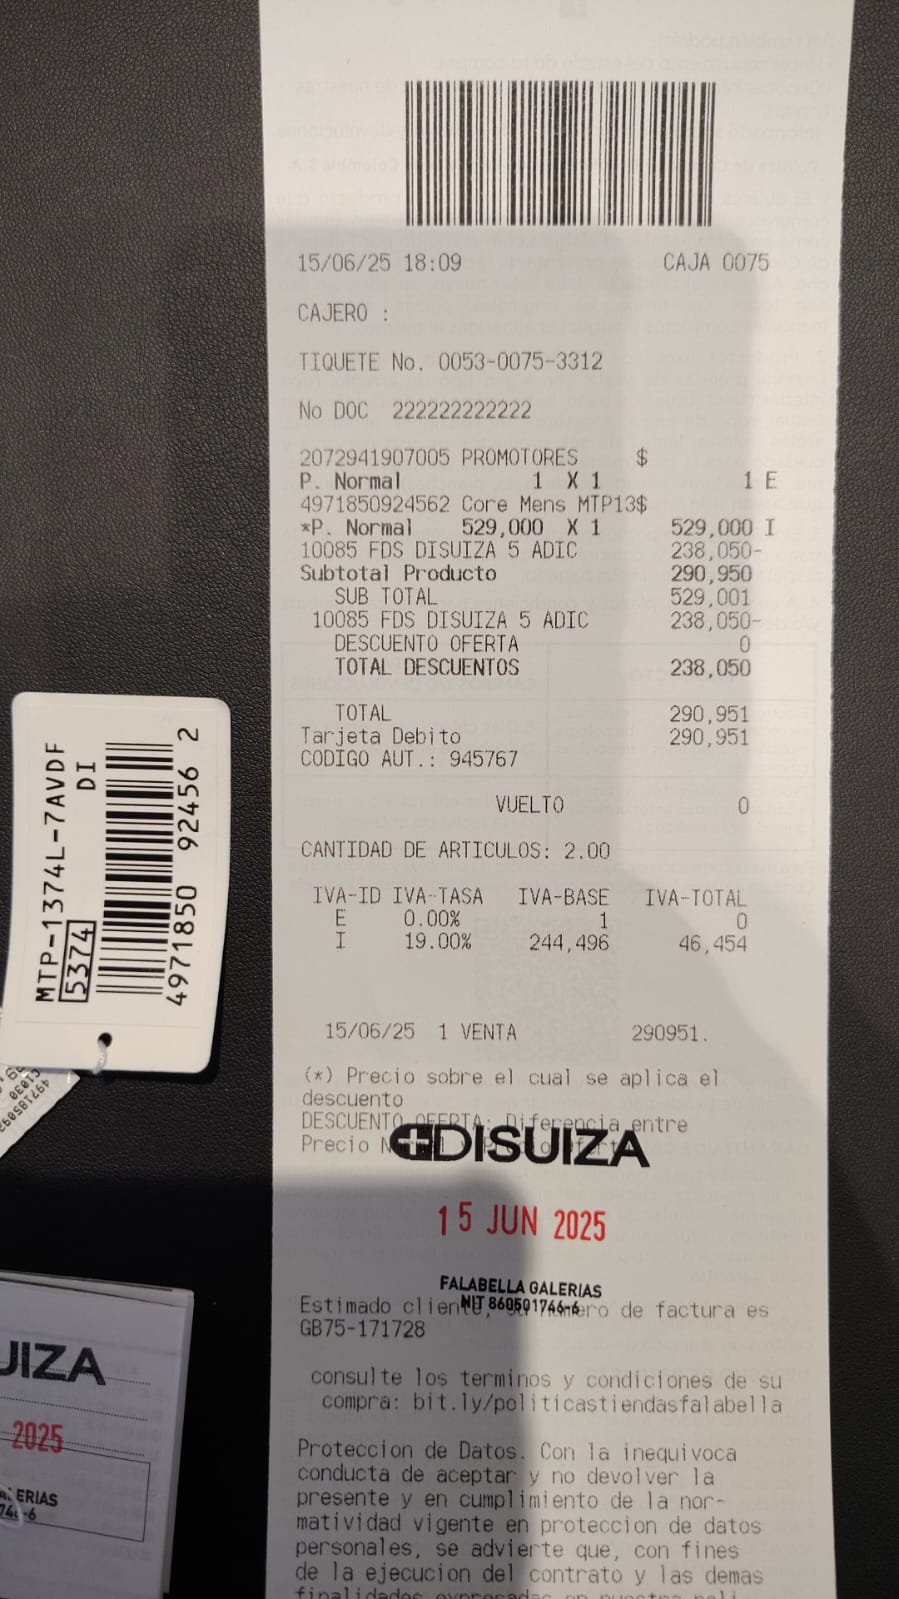 15/06/25 18:09 CAJA 0075
CAJERO :
TIQUETE No. 0053-0075-3312
No DOC 222222222222
2072941907005 PROMOTORES $
P. Normal 1 X 1 1 E
4971850924562 Core Mens MTP13$
*P. Normal 529,000 X 1 529,000 I
10085 FDS DISUIZA 5 ADIC 238,050-
Subtotal Producto 290,950
SUB TOTAL 529,001
10085 FDS DISUIZA 5 ADIC 238,050-
DESCUENTO OFERTA 0
TOTAL DESCUENTOS 238,050
TOTAL 290,951
Tarjeta Debito 290,951
CODIGO AUT.: 945767
VUELTO 0
CANTIDAD DE ARTICULOS: 2.00
IVA-ID IVA-TASA IVA-BASE IVA-TOTAL
E 0.00% 1 0
I 19.00% 244,496 46,454
15/06/25 1 VENTA 290951.
(*) Precio sobre el cual se aplica el
descuento
DESCUENTO OFERTA: Diferencia entre
Precio
DISUIZA
15 JUN 2025
FALABELLA GALERIAS
NIT 860501746-6
Estimado cliente, su numero de factura es
GB75-171728
consulte los terminos y condiciones de su
compra: bit.ly/politicastiendasfalabella
Proteccion de Datos. Con la inequivoca
conducta de aceptar y no devolver la
presente y en cumplimiento de la nor-
matividad vigente en proteccion de datos
personales, se advierte que, con fines
de la ejecucion del contrato y las demas
MTP-1374L-7AVDF
5374 DI
4971850 92456 2
UIZA
2025
ERIAS